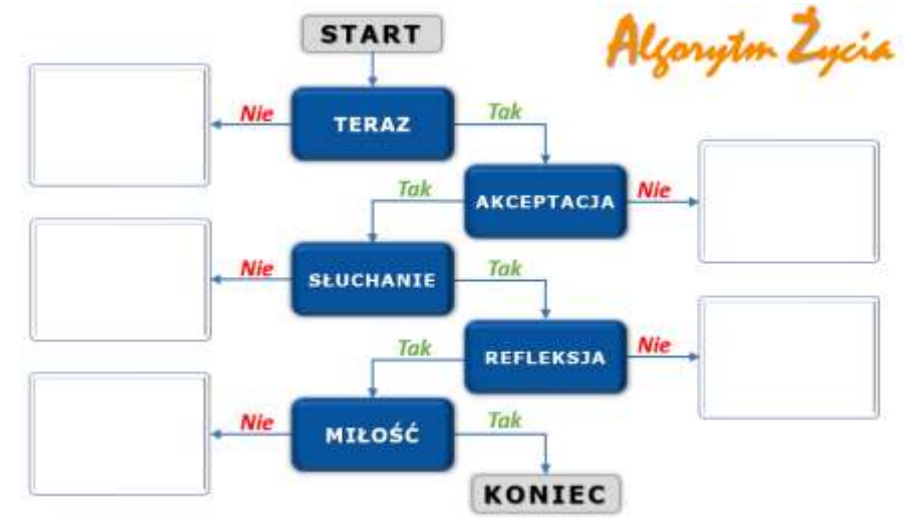 START
Algorytm Życia
Nie
TERAZ
Tak
Tak
AKCEPTACJA
Nie
Nie
SŁUCHANIE
Tak
Tak
REFLEKSJA
Nie
Nie
MIŁOŚĆ
Tak
KONIEC